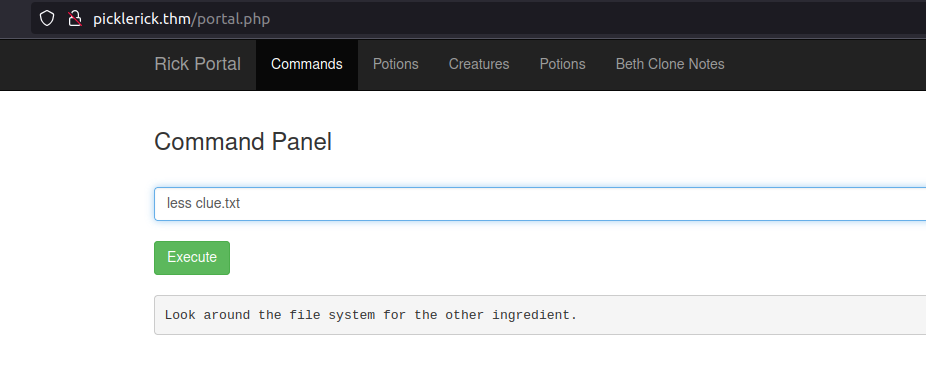 picklerick.thm/portal.php
Rick Portal Commands Potions Creatures Potions Beth Clone Notes
Command Panel
less clue.txt
Execute
Look around the file system for the other ingredient.